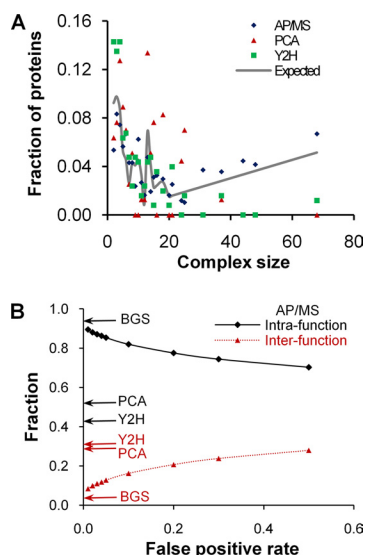 A
Fraction of proteins
0.16
0.12
0.08
0.04
0.00
AP/MS
PCA
Y2H
Expected
0 20 40 60 80
Complex size
B
Fraction
1.0
0.8
0.6
0.4
0.2
0.0
BGS
PCA
Y2H
Y2H
PCA
BGS
AP/MS
Intra-function
Inter-function
0.0 0.2 0.4 0.6
False positive rate